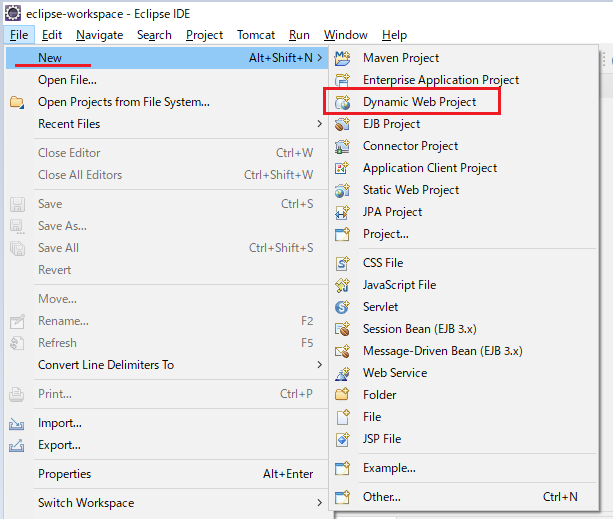 eclipse-workspace - Eclipse IDE
File Edit Navigate Search Project Tomcat Run Window Help
New Alt+Shift+N >
Open File...
Open Projects from File System...
Recent Files >
Close Editor Ctrl+W
Close All Editors Ctrl+Shift+W
Save Ctrl+S
Save As...
Save All Ctrl+Shift+S
Revert
Move...
Rename... F2
Refresh F5
Convert Line Delimiters To >
Print... Ctrl+P
Import...
Export...
Properties Alt+Enter
Switch Workspace >
Maven Project
Enterprise Application Project
Dynamic Web Project
EJB Project
Connector Project
Application Client Project
Static Web Project
JPA Project
Project...
CSS File
JavaScript File
Servlet
Session Bean (EJB 3.x)
Message-Driven Bean (EJB 3.x)
Web Service
Folder
File
JSP File
Example...
Other... Ctrl+N